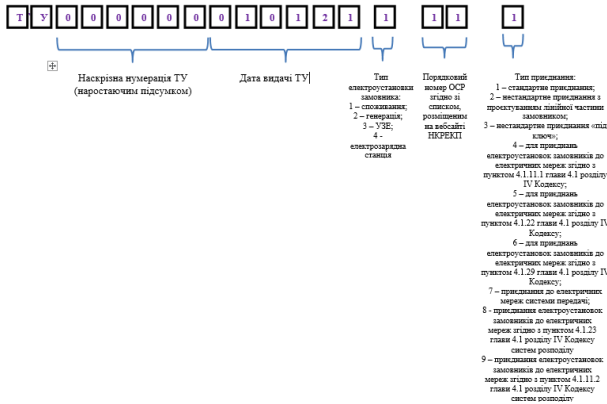 Т У 0 0 0 0 0 0 0 1 0 1 2 1 1 1 1 1
Наскрізна нумерація ТУ
(наростаючим підсумком)
Дата видачі ТУ
Тип
електроустановки
замовника:
1 – споживання;
2 – генерація;
3 – УЗЕ;
4 -
електрозарядна
станція
Порядковий
номер ОСР
згідно зі
списком,
розміщеним
на вебсайті
НКРЕКП
Тип приєднання:
1 – стандартне приєднання;
2 – нестандартне приєднання з
проєктуванням лінійної частини
замовником;
3 – нестандартне приєднання «під
ключ»;
4 – для приєднань
електроустановок замовників до
електричних мереж згідно з
пунктом 4.1.11.1 глави 4.1 розділу
IV Кодексу;
5 – для приєднань
електроустановок замовників до
електричних мереж згідно з
пунктом 4.1.22 глави 4.1 розділу IV
Кодексу;
6 – для приєднань
електроустановок замовників до
електричних мереж згідно з
пунктом 4.1.29 глави 4.1 розділу IV
Кодексу;
7 – приєднання до електричних
мереж системи передачі;
8 - приєднання електроустановок
замовників до електричних
мереж згідно з пунктом 4.1.23
глави 4.1 розділу IV Кодексу
систем розподілу
9 – приєднання електроустановок
замовників до електричних
мереж згідно з пунктом 4.1.11.2
глави 4.1 розділу IV Кодексу
систем розподілу